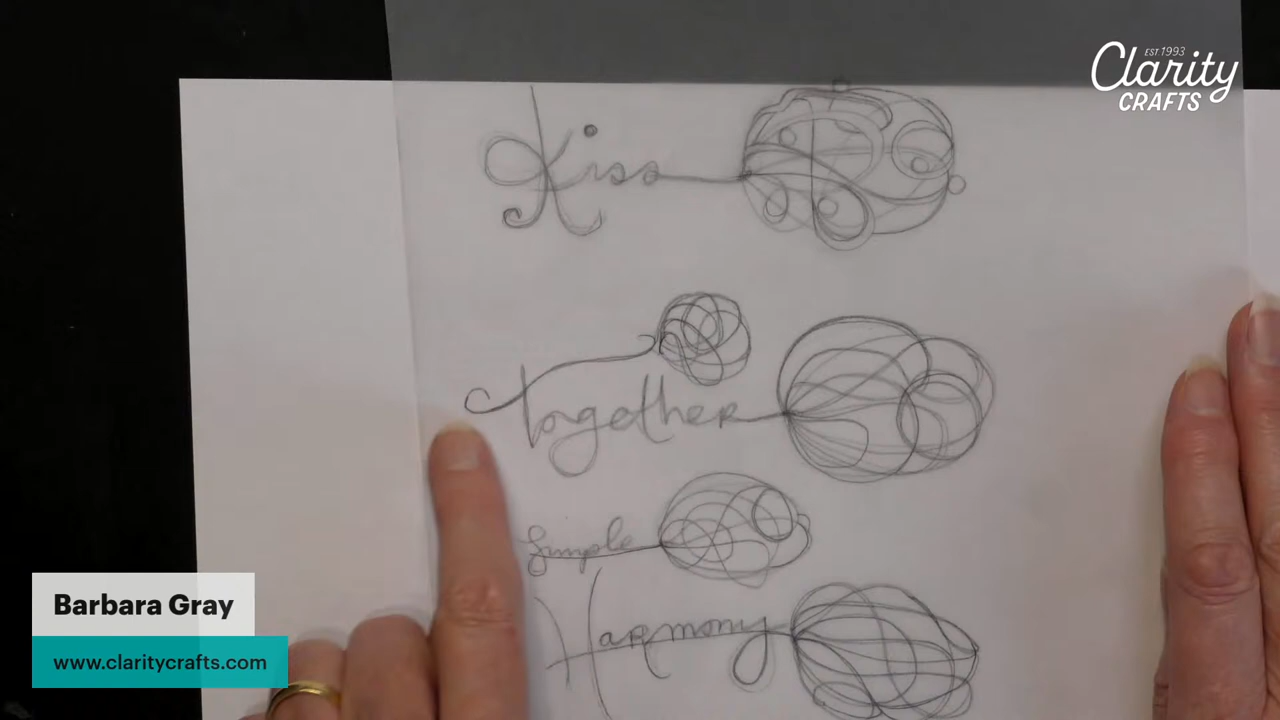 EST. 1993
Clarity
CRAFTS
Kiss
Together
Simple
Harmony
Barbara Gray
www.claritycrafts.com